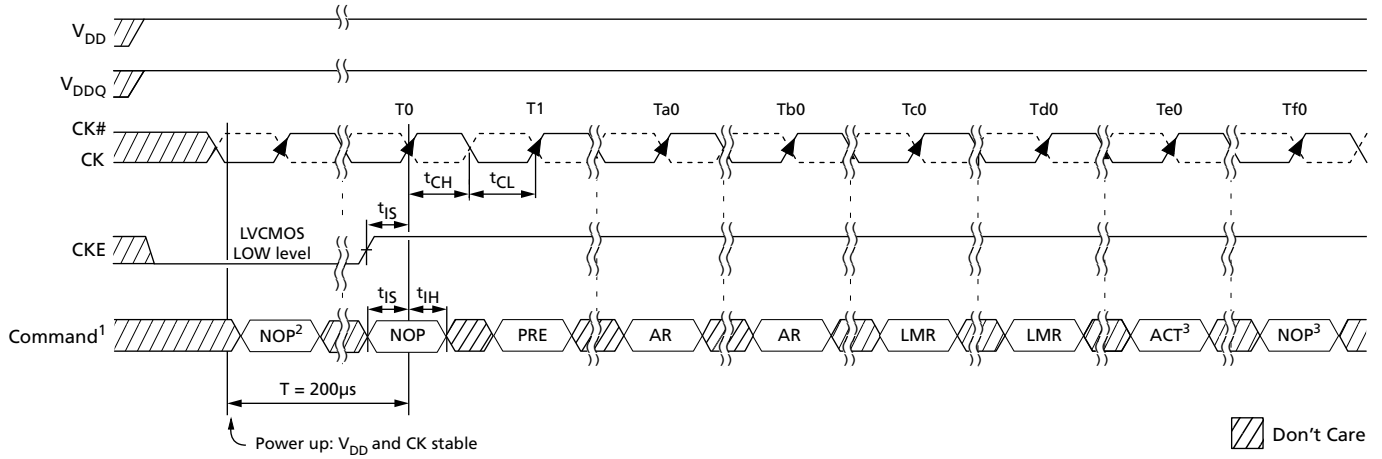 VDD
VDDQ
T0 T1 Ta0 Tb0 Tc0 Td0 Te0 Tf0
CK#
CK
tCH tCL
tIS
CKE
LVCMOS
LOW level
tIS tIH
Command1 NOP2 NOP PRE AR AR LMR LMR ACT3 NOP3
T = 200µs
Power up: VDD and CK stable
Don't Care